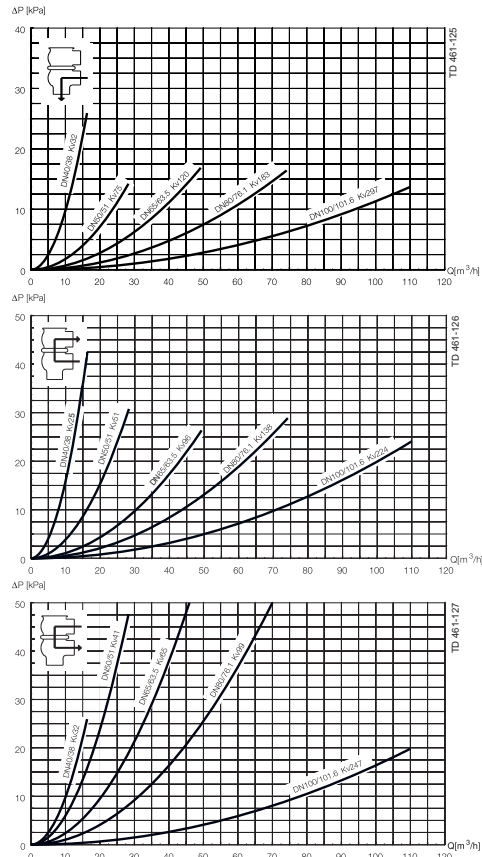 ΔP [kPa]
TD 461-125
40
30
20
10
0
DN40/38 Kv32
DN50/51 Kv75
DN65/63.5 Kv120
DN80/76.1 Kv183
DN100/101.6 Kv297
0 10 20 30 40 50 60 70 80 90 100 110 120
Q[m³/h]
ΔP [kPa]
TD 461-126
50
40
30
20
10
0
DN40/38 Kv25
DN50/51 Kv51
DN65/63.5 Kv96
DN80/76.1 Kv138
DN100/101.6 Kv224
0 10 20 30 40 50 60 70 80 90 100 110 120
Q[m³/h]
ΔP [kPa]
TD 461-127
50
40
30
20
10
0
DN40/38 Kv32
DN50/51 Kv41
DN65/63.5 Kv65
DN80/76.1 Kv99
DN100/101.6 Kv247
0 10 20 30 40 50 60 70 80 90 100 110 120
Q[m³/h]